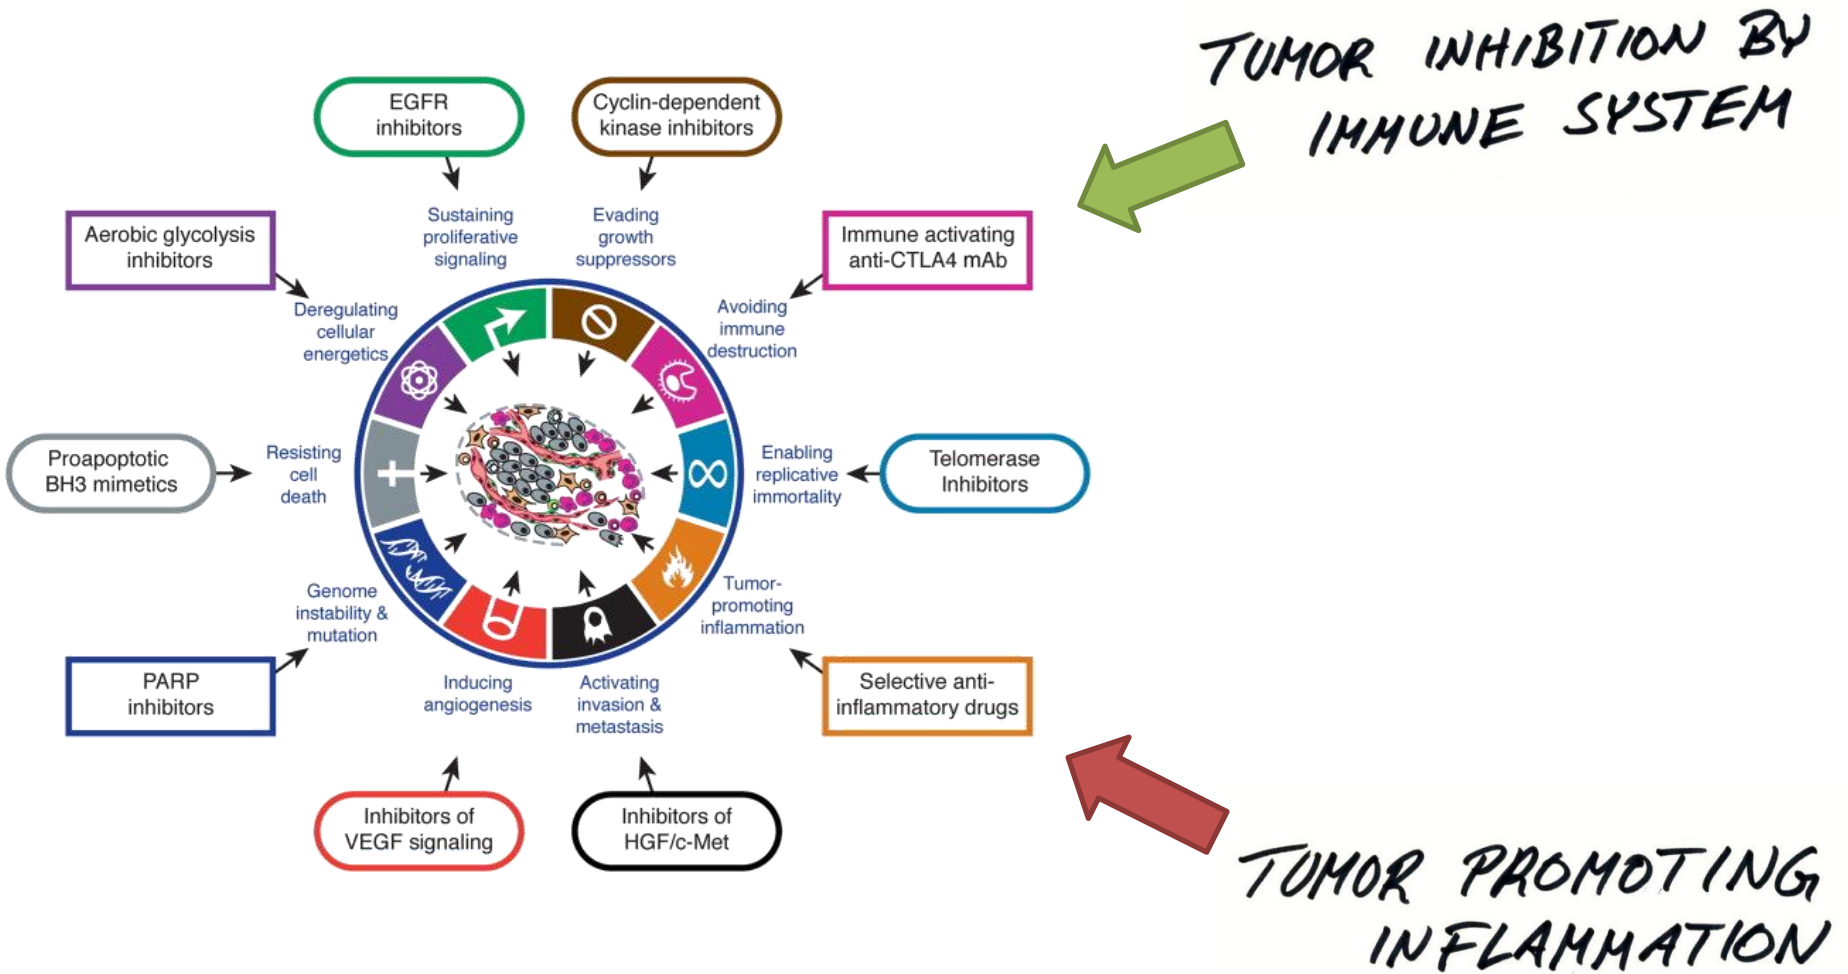 TUMOR INHIBITION BY
IMMUNE SYSTEM
EGFR
inhibitors
Cyclin-dependent
kinase inhibitors
Aerobic glycolysis
inhibitors
Sustaining
proliferative
signaling
Evading
growth
suppressors
Immune activating
anti-CTLA4 mAb
Deregulating
cellular
energetics
Avoiding
immune
destruction
Proapoptotic
BH3 mimetics
Resisting
cell
death
Enabling
replicative
immortality
Telomerase
Inhibitors
Genome
instability &
mutation
Tumor-
promoting
inflammation
PARP
inhibitors
Inducing
angiogenesis
Activating
invasion &
metastasis
Selective anti-
inflammatory drugs
Inhibitors of
VEGF signaling
Inhibitors of
HGF/c-Met
TUMOR PROMOTING
INFLAMMATION